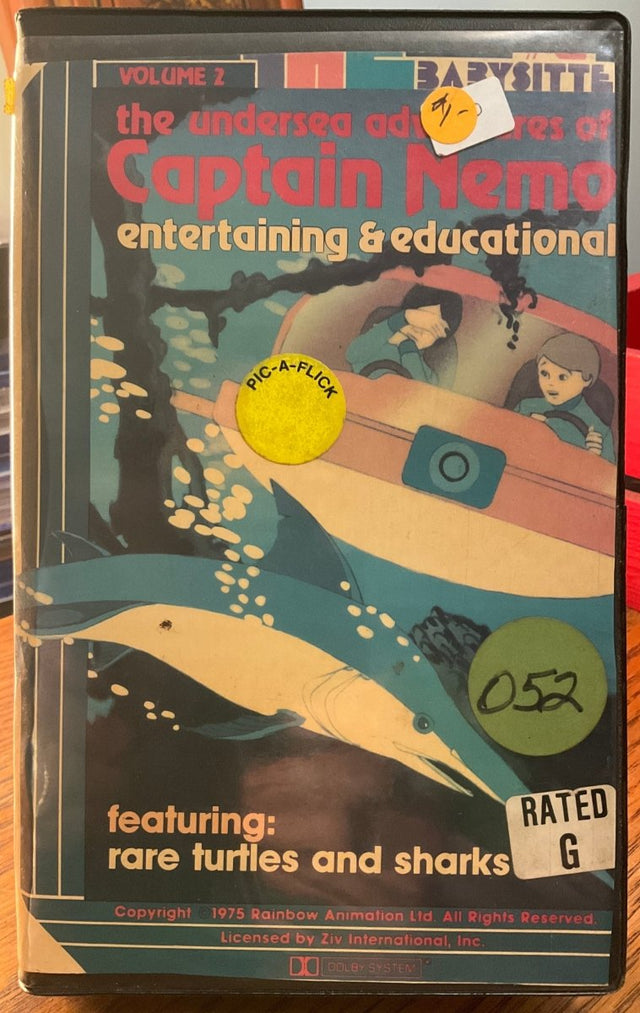 VOLUME 2
BABYSITTE
the undersea adv res of
Captain Nemo
entertaining & educational
PIC-A-FLICK
052
RATED
G
featuring:
rare turtles and sharks
Copyright ©1975 Rainbow Animation Ltd. All Rights Reserved.
Licensed by Ziv International, Inc.
DOLBY SYSTEM